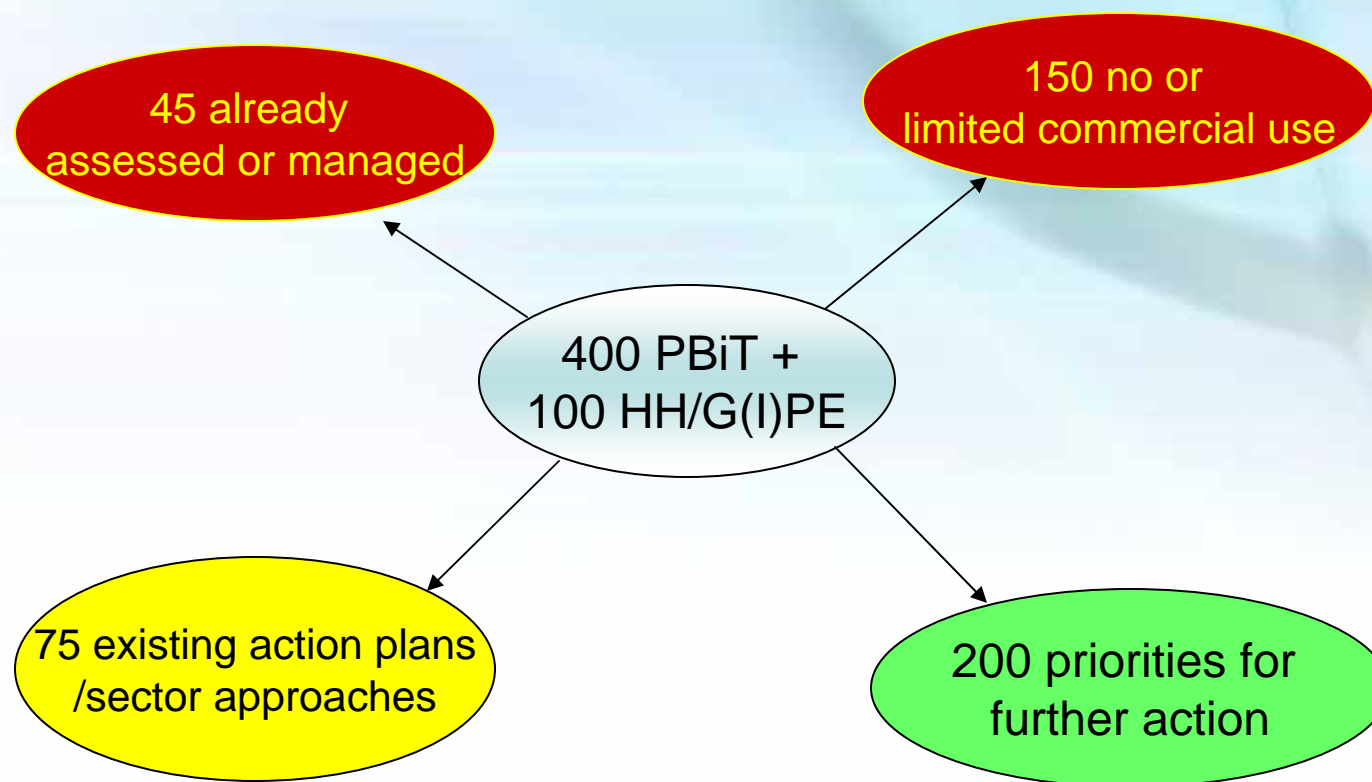 45 already
assessed or managed
150 no or
limited commercial use
400 PBiT +
100 HH/G(I)PE
75 existing action plans
/sector approaches
200 priorities for
further action